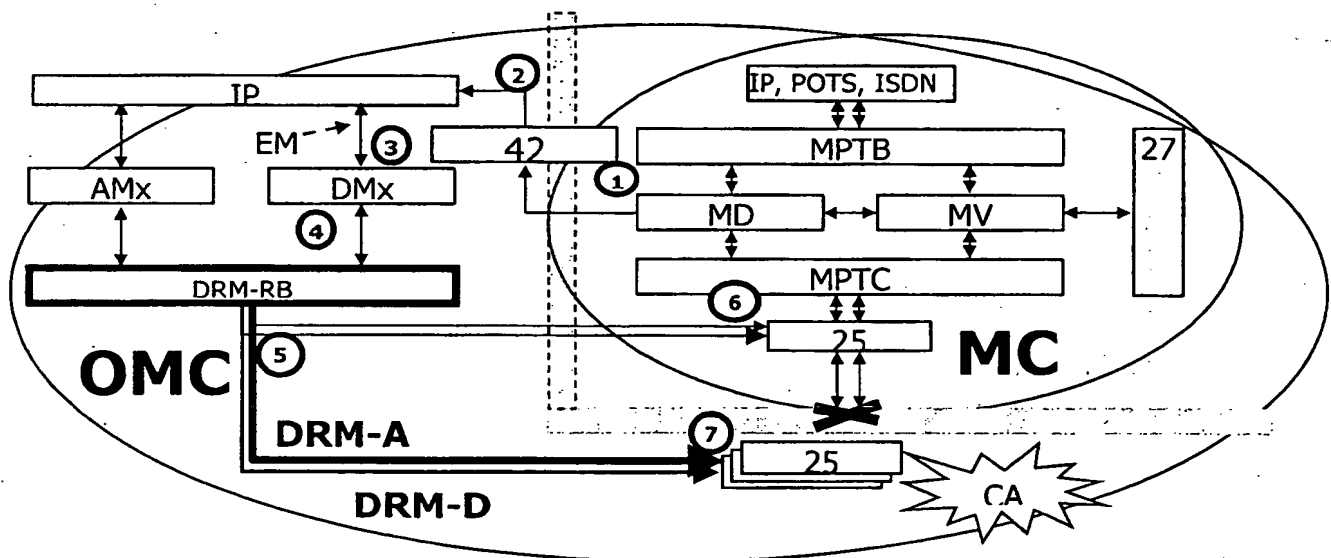 2
IP
IP, POTS, ISDN
EM
3
42
MPTB
27
1
AMx
DMx
MD
MV
4
DRM-RB
MPTC
6
5
25
OMC
MC
DRM-A
7
25
CA
DRM-D